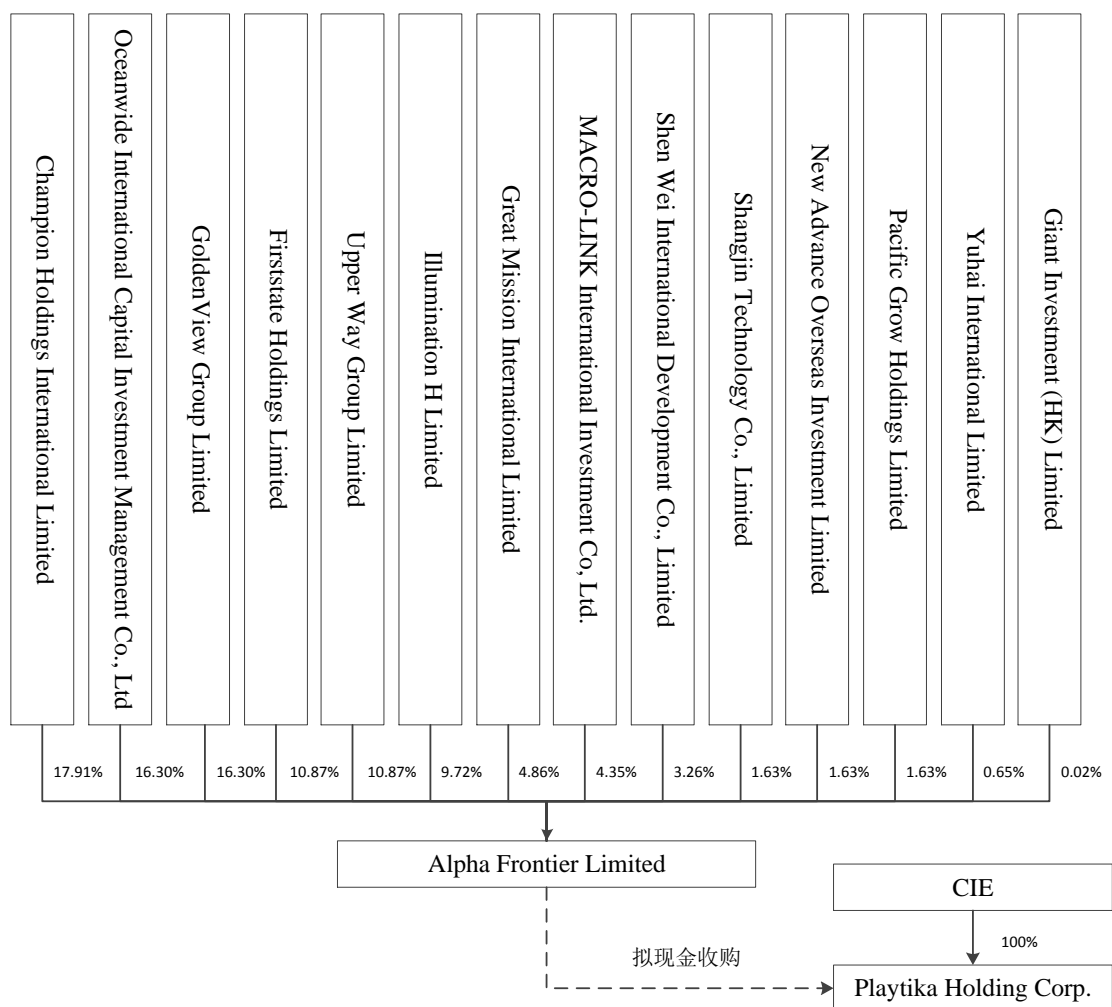 Champion Holdings International Limited
Oceanwide International Capital Investment Management Co., Ltd
GoldenView Group Limited
Firststate Holdings Limited
Upper Way Group Limited
Illumination H Limited
Great Mission International Limited
MACRO-LINK International Investment Co, Ltd.
Shen Wei International Development Co., Limited
Shangjin Technology Co., Limited
New Advance Overseas Investment Limited
Pacific Grow Holdings Limited
Yuhai International Limited
Giant Investment (HK) Limited
17.91%
16.30%
16.30%
10.87%
10.87%
9.72%
4.86%
4.35%
3.26%
1.63%
1.63%
1.63%
0.65%
0.02%
Alpha Frontier Limited
CIE
100%
拟现金收购
Playtika Holding Corp.